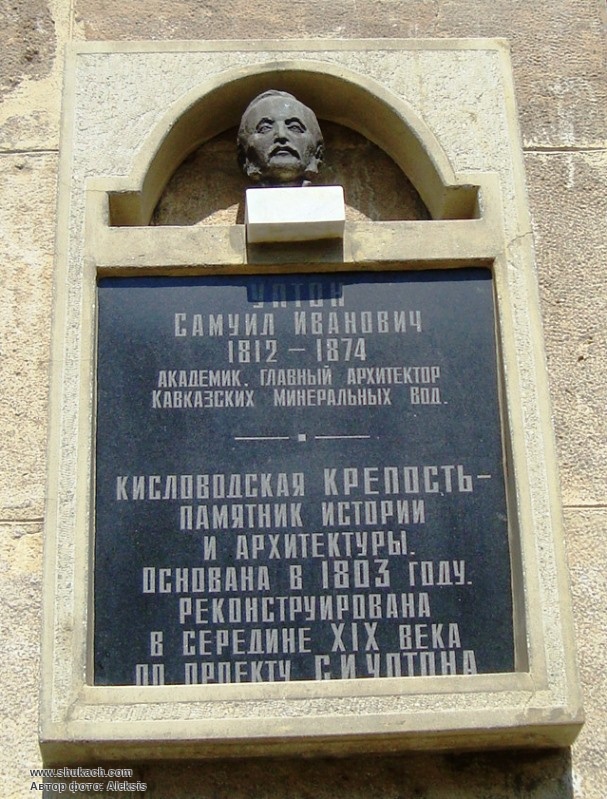 УПТОН
САМУИЛ ИВАНОВИЧ
1812 – 1874
АКАДЕМИК, ГЛАВНЫЙ АРХИТЕКТОР
КАВКАЗСКИХ МИНЕРАЛЬНЫХ ВОД.
КИСЛОВОДСКАЯ КРЕПОСТЬ–
ПАМЯТНИК ИСТОРИИ
И АРХИТЕКТУРЫ.
ОСНОВАНА В 1803 ГОДУ.
РЕКОНСТРУИРОВАНА
В СЕРЕДИНЕ XIX ВЕКА
ПО ПРОЕКТУ С.И УПТОНА
www.shukach.com
Автор фото: Aleksis